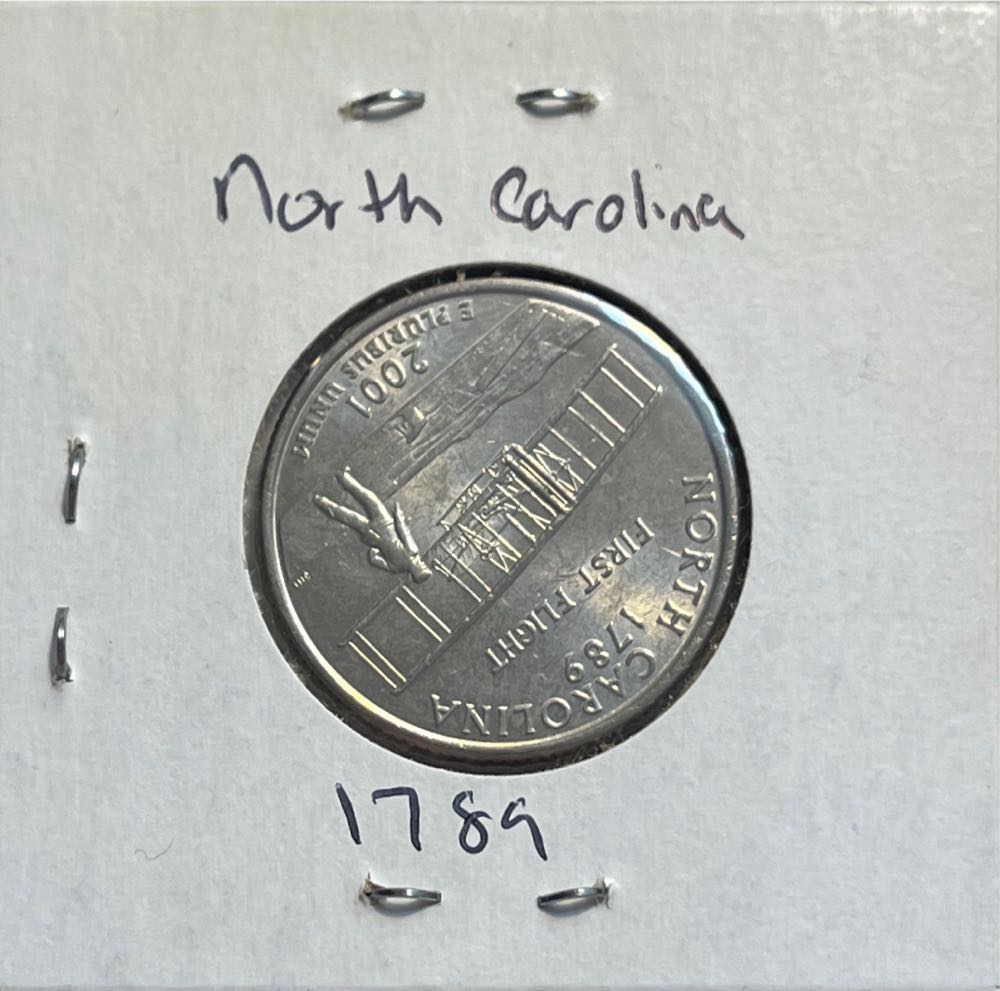 North Carolina
NORTH CAROLINA
1789
FIRST FLIGHT
2001
E PLURIBUS UNUM
1789